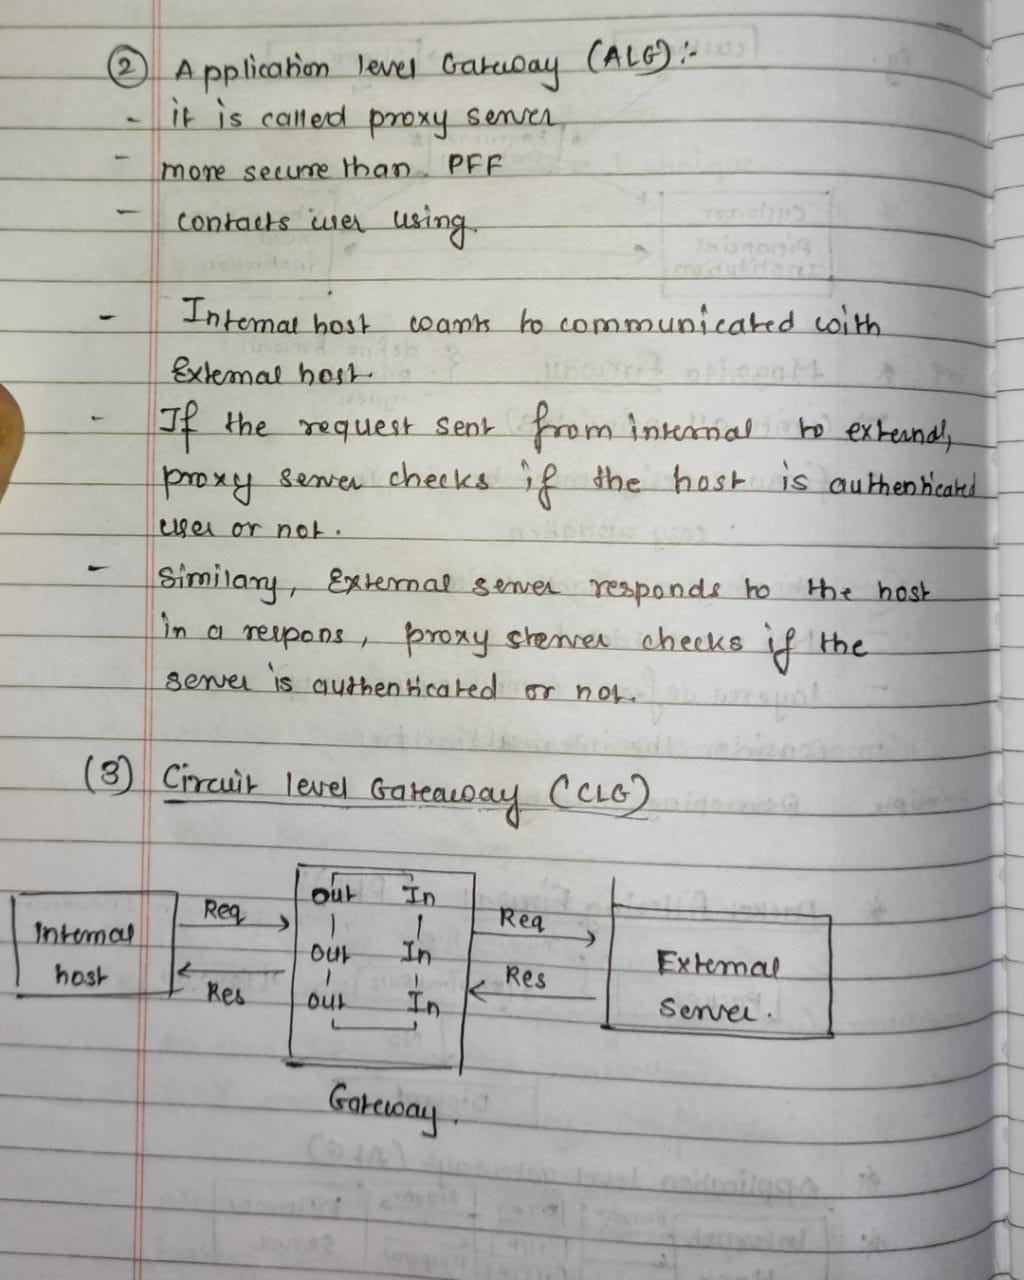 ② Application level Gateway (ALG):-
- it is called proxy server
- more secure than PFF
- contacts user using.
- Internal host wants to communicated with
External host.
- If the request sent from internal to external,
proxy server checks if the host is authenticated
user or not.
- Similary, External server responds to the host
in a respons, proxy sterver checks if the
server is authenticated or not.
(3) Circuit level Gateaway (CLG)
Internal
host
Req
Res
Out In
Out In
Out In
Gateway.
Req
Res
External
Server.